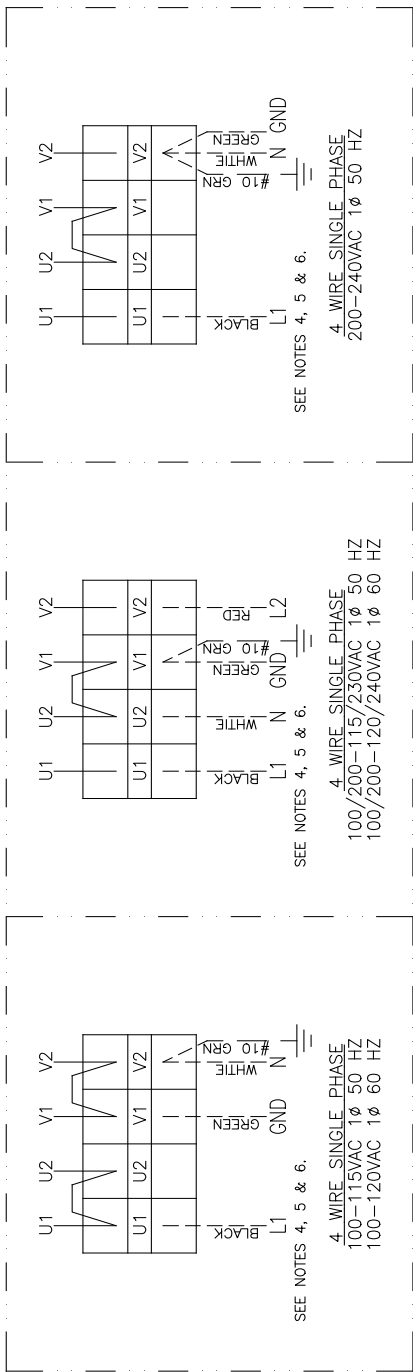 U1 U2 V1 V2
U1 U2 V1 V2
BLACK
GREEN
WHTIE
#10 GRN
L1 GND N
SEE NOTES 4, 5 & 6.
4 WIRE SINGLE PHASE
100-115VAC 1ø 50 HZ
100-120VAC 1ø 60 HZ
U1 U2 V1 V2
U1 U2 V1 V2
BLACK
WHTIE
GREEN
#10 GRN
RED
L1 N GND L2
SEE NOTES 4, 5 & 6.
4 WIRE SINGLE PHASE
100/200-115/230VAC 1ø 50 HZ
100/200-120/240VAC 1ø 60 HZ
U1 U2 V1 V2
U1 U2 V1 V2
BLACK
#10 GRN
WHTIE
GREEN
L1 N GND
SEE NOTES 4, 5 & 6.
4 WIRE SINGLE PHASE
200-240VAC 1ø 50 HZ